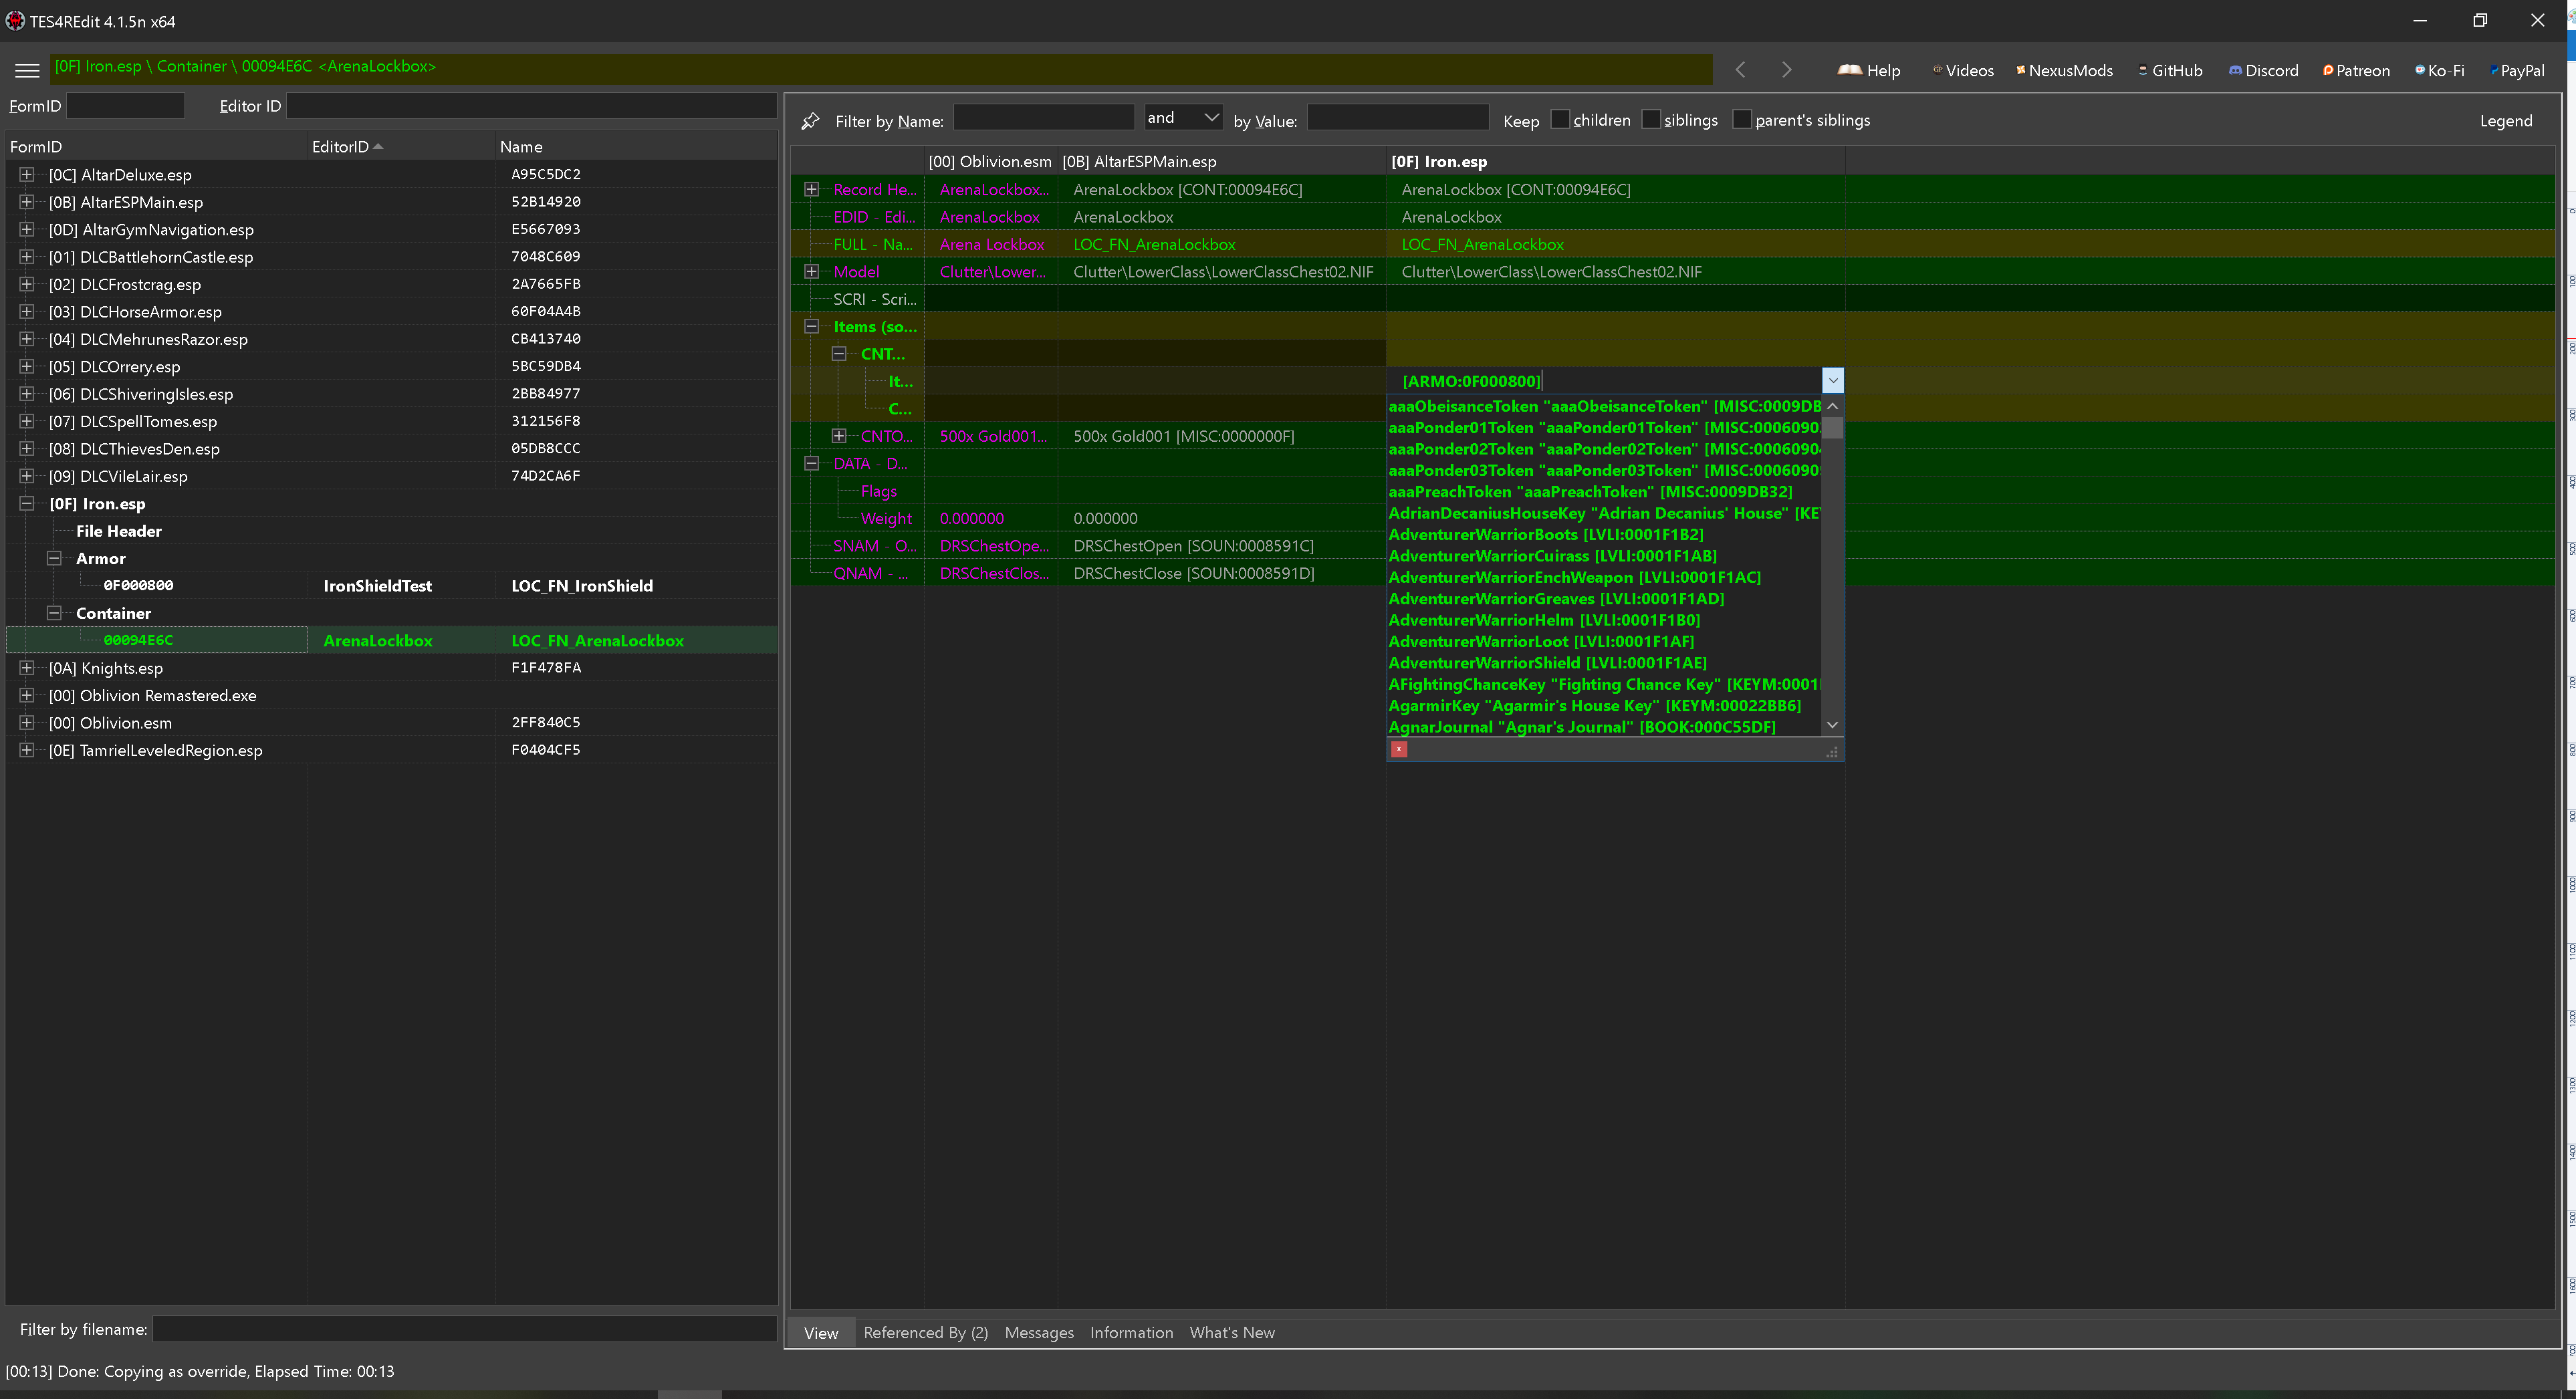 TES4REdit 4.1.5n x64
[0F] Iron.esp \ Container \ 00094E6C <ArenaLockbox>
Help Videos NexusMods GitHub Discord Patreon Ko-Fi PayPal
FormID Editor ID
FormID EditorID Name
[0C] AltarDeluxe.esp A95C5DC2
[0B] AltarESPMain.esp 52B14920
[0D] AltarGymNavigation.esp E5667093
[01] DLCBattlehornCastle.esp 7048C609
[02] DLCFrostcrag.esp 2A7665FB
[03] DLCHorseArmor.esp 60F04A4B
[04] DLCMehrunesRazor.esp CB413740
[05] DLCOrrery.esp 5BC59DB4
[06] DLCShiveringIsles.esp 2BB84977
[07] DLCSpellTomes.esp 312156F8
[08] DLCThievesDen.esp 05DB8CCC
[09] DLCVileLair.esp 74D2CA6F
[0F] Iron.esp
File Header
Armor
0F000800 IronShieldTest LOC_FN_IronShield
Container
00094E6C ArenaLockbox LOC_FN_ArenaLockbox
[0A] Knights.esp F1F478FA
[00] Oblivion Remastered.exe
[00] Oblivion.esm 2FF840C5
[0E] TamrielLeveledRegion.esp F0404CF5
Filter by filename:
[00:13] Done: Copying as override, Elapsed Time: 00:13
Filter by Name: and by Value: Keep children siblings parent's siblings Legend
[00] Oblivion.esm [0B] AltarESPMain.esp [0F] Iron.esp
Record He... ArenaLockbox... ArenaLockbox [CONT:00094E6C] ArenaLockbox [CONT:00094E6C]
EDID - Edi... ArenaLockbox ArenaLockbox ArenaLockbox
FULL - Na... Arena Lockbox LOC_FN_ArenaLockbox LOC_FN_ArenaLockbox
Model Clutter\Lower... Clutter\LowerClass\LowerClassChest02.NIF Clutter\LowerClass\LowerClassChest02.NIF
SCRI - Scri...
Items (so...
CNT...
It... [ARMO:0F000800]
C...
CNTO... 500x Gold001... 500x Gold001 [MISC:0000000F]
DATA - D...
Flags
Weight 0.000000 0.000000
SNAM - O... DRSChestOpe... DRSChestOpen [SOUN:0008591C]
QNAM - ... DRSChestClos... DRSChestClose [SOUN:0008591D]
aaaObeisanceToken "aaaObeisanceToken" [MISC:0009DB
aaaPonder01Token "aaaPonder01Token" [MISC:0006090
aaaPonder02Token "aaaPonder02Token" [MISC:0006090
aaaPonder03Token "aaaPonder03Token" [MISC:0006090
aaaPreachToken "aaaPreachToken" [MISC:0009DB32]
AdrianDecaniusHouseKey "Adrian Decanius' House" [KEY
AdventurerWarriorBoots [LVLI:0001F1B2]
AdventurerWarriorCuirass [LVLI:0001F1AB]
AdventurerWarriorEnchWeapon [LVLI:0001F1AC]
AdventurerWarriorGreaves [LVLI:0001F1AD]
AdventurerWarriorHelm [LVLI:0001F1B0]
AdventurerWarriorLoot [LVLI:0001F1AF]
AdventurerWarriorShield [LVLI:0001F1AE]
AFightingChanceKey "Fighting Chance Key" [KEYM:0001
AgarmirKey "Agarmir's House Key" [KEYM:00022BB6]
AgnarJournal "Agnar's Journal" [BOOK:000C55DF]
View Referenced By (2) Messages Information What's New